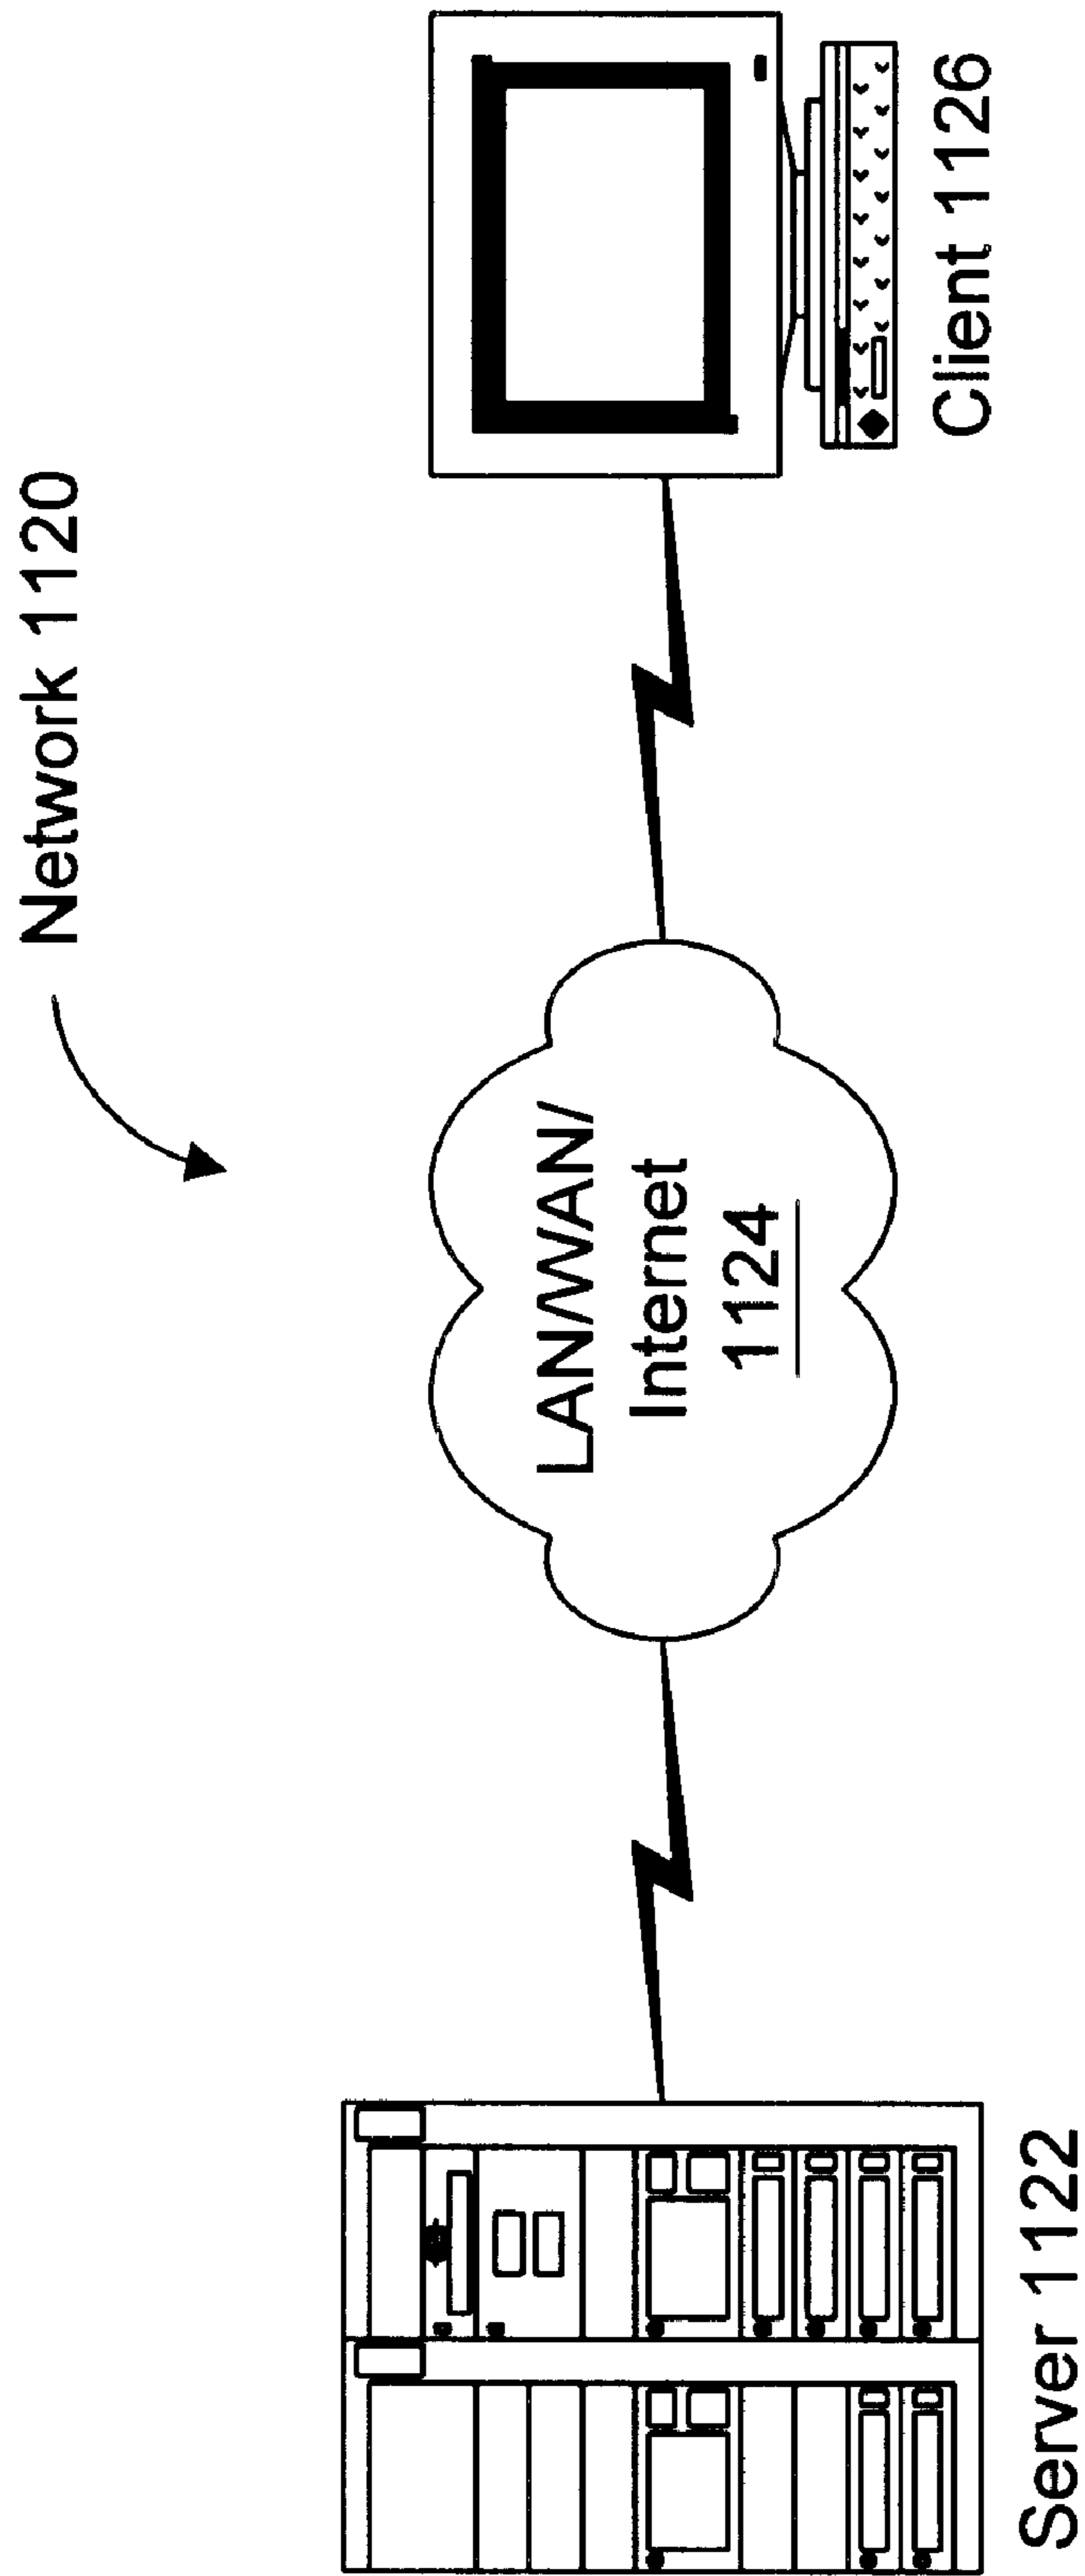 Network 1120
LAN/WAN/
Internet
1124
Client 1126
Server 1122